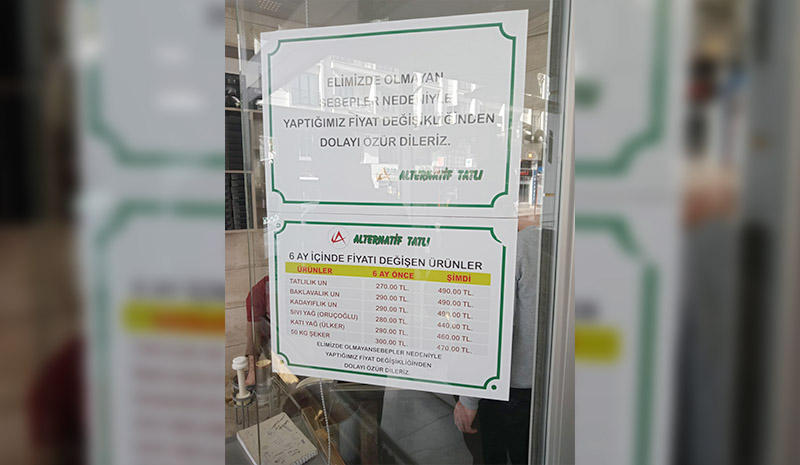 ELİMİZDE OLMAYAN
SEBEPLER NEDENİYLE
YAPTIĞIMIZ FİYAT DEĞİŞİKLİĞİNDEN
DOLAYI ÖZÜR DİLERİZ.
ALTERNATİF TATLI
ALTERNATİF TATLI
6 AY İÇİNDE FİYATI DEĞİŞEN ÜRÜNLER
ÜRÜNLER 6 AY ÖNCE ŞİMDİ
TATLILIK UN 270.00 TL. 490.00 TL.
BAKLAVALIK UN 290.00 TL. 490.00 TL.
KADAYIFLIK UN 290.00 TL. 490.00 TL.
SIVI YAĞ (ORUÇOĞLU) 280.00 TL. 440.00 TL.
KATI YAĞ (ÜLKER) 290.00 TL. 460.00 TL.
50 KG ŞEKER 300.00 TL. 470.00 TL.
ELİMİZDE OLMAYANSEBEPLER NEDENİYLE
YAPTIĞIMIZ FİYAT DEĞİŞİKLİĞİNDEN
DOLAYI ÖZÜR DİLERİZ.